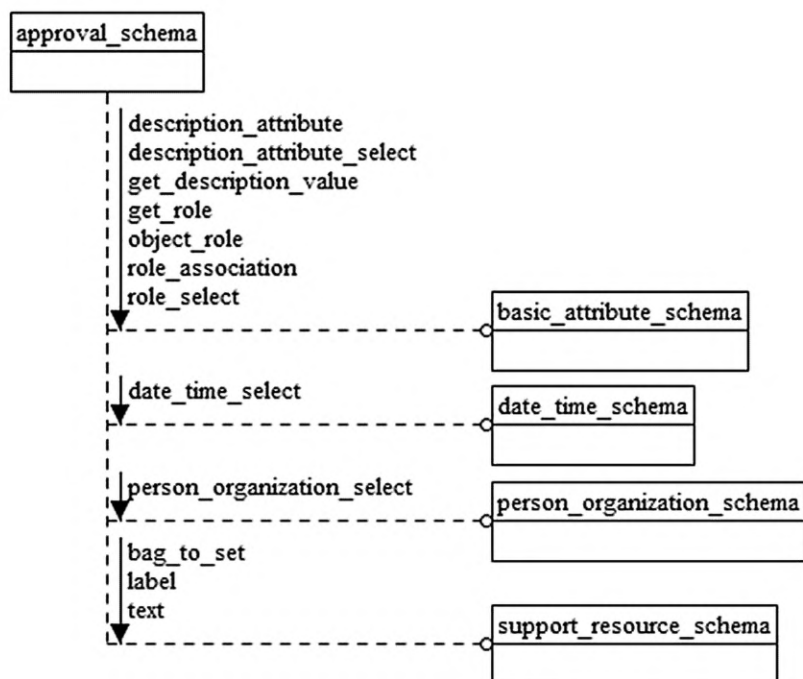 approval_schema
description_attribute
description_attribute_select
get_description_value
get_role
object_role
role_association
role_select
basic_attribute_schema
date_time_select
date_time_schema
person_organization_select
person_organization_schema
bag_to_set
label
text
support_resource_schema